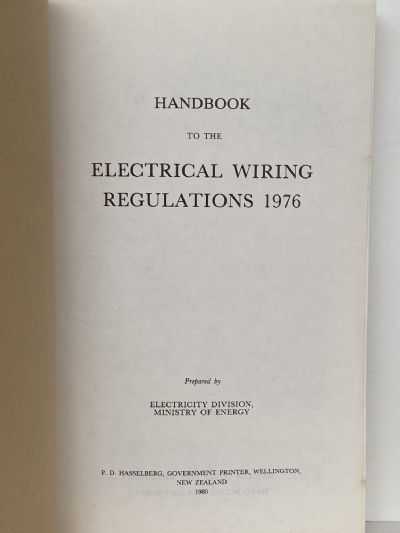 HANDBOOK
TO THE
ELECTRICAL WIRING
REGULATIONS 1976
Prepared by
ELECTRICITY DIVISION,
MINISTRY OF ENERGY
P. D. HASSELBERG, GOVERNMENT PRINTER, WELLINGTON,
NEW ZEALAND
1980